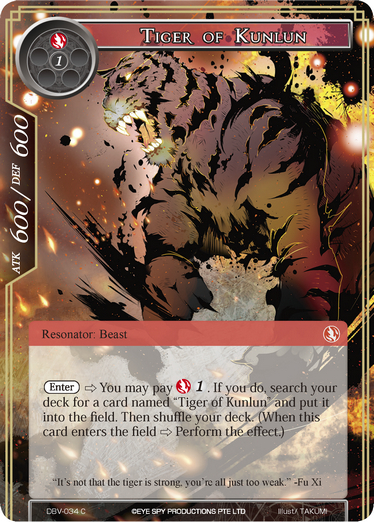 Tiger of Kunlun
1
ATK 600/ DEF 600
Resonator: Beast
Enter ⇨ You may pay 1. If you do, search your
deck for a card named “Tiger of Kunlun” and put it
into the field. Then shuffle your deck. (When this
card enters the field ⇨ Perform the effect.)
“It’s not that the tiger is strong, you’re all just too weak.” -Fu Xi
DBV-034 C ©EYE SPY PRODUCTIONS PTE LTD Illust/ TAKUMI